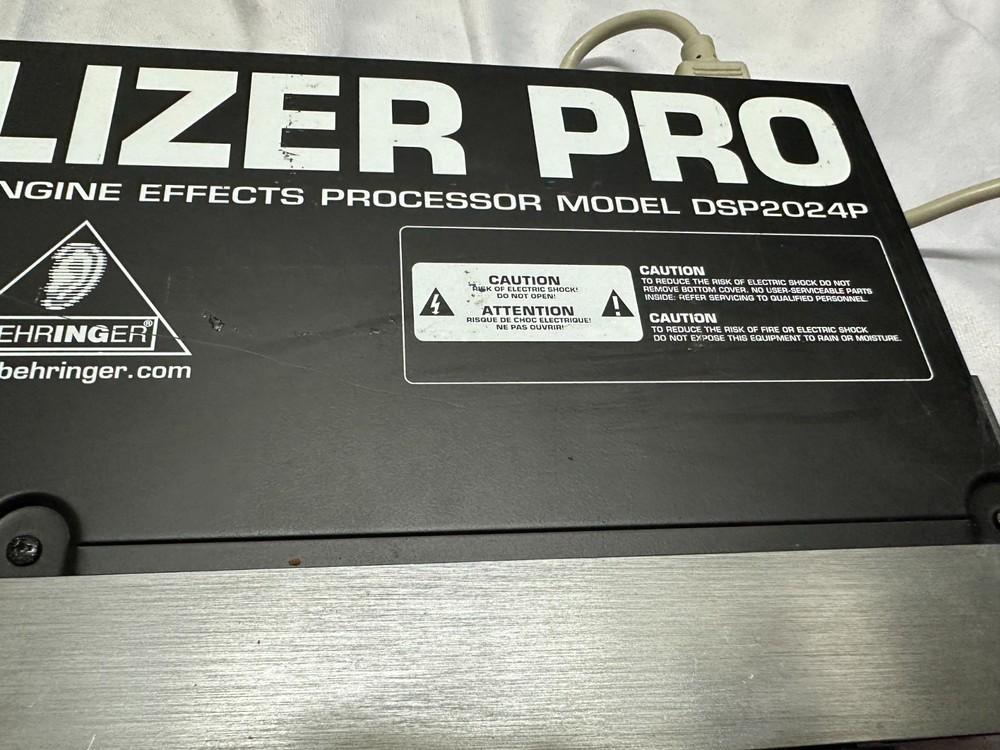 LIZER PRO
NGINE EFFECTS PROCESSOR MODEL DSP2024P
EHRINGER®
behringer.com
CAUTION
RISK OF ELECTRIC SHOCK!
DO NOT OPEN!
ATTENTION
RISQUE DE CHOC ELECTRIQUE!
NE PAS OUVRIR!
CAUTION
TO REDUCE THE RISK OF ELECTRIC SHOCK DO NOT
REMOVE BOTTOM COVER. NO USER-SERVICEABLE PARTS
INSIDE: REFER SERVICING TO QUALIFIED PERSONNEL.
CAUTION
TO REDUCE THE RISK OF FIRE OR ELECTRIC SHOCK
DO NOT EXPOSE THIS EQUIPMENT TO RAIN OR MOISTURE.